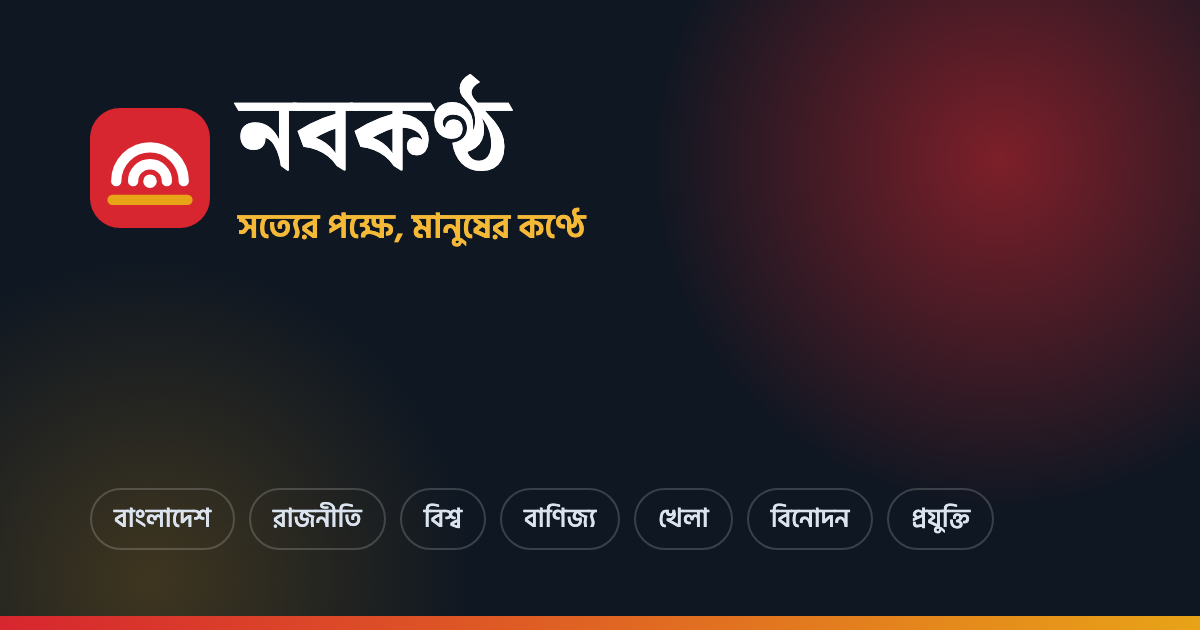 নবকণ্ঠ
সত্যের পক্ষে, মানুষের কণ্ঠে
বাংলাদেশ রাজনীতি বিশ্ব বাণিজ্য খেলা বিনোদন প্রযুক্তি